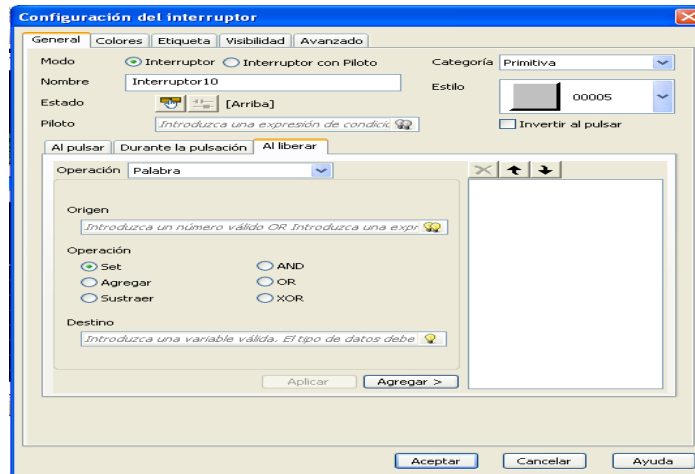 Configuración del interruptor
General Colores Etiqueta Visibilidad Avanzado
Modo Interruptor Interruptor con Piloto Categoría Primitiva
Nombre Interruptor10
Estilo 00005
Estado [Arriba]
Piloto Introduzca una expresión de condicic Invertir al pulsar
Al pulsar Durante la pulsación Al liberar
Operación Palabra
Origen
Introduzca un número válido OR Introduzca una expr
Operación
Set AND
Agregar OR
Sustraer XOR
Destino
Introduzca una variable válida. El tipo de datos debe
Aplicar Agregar >
Aceptar Cancelar Ayuda